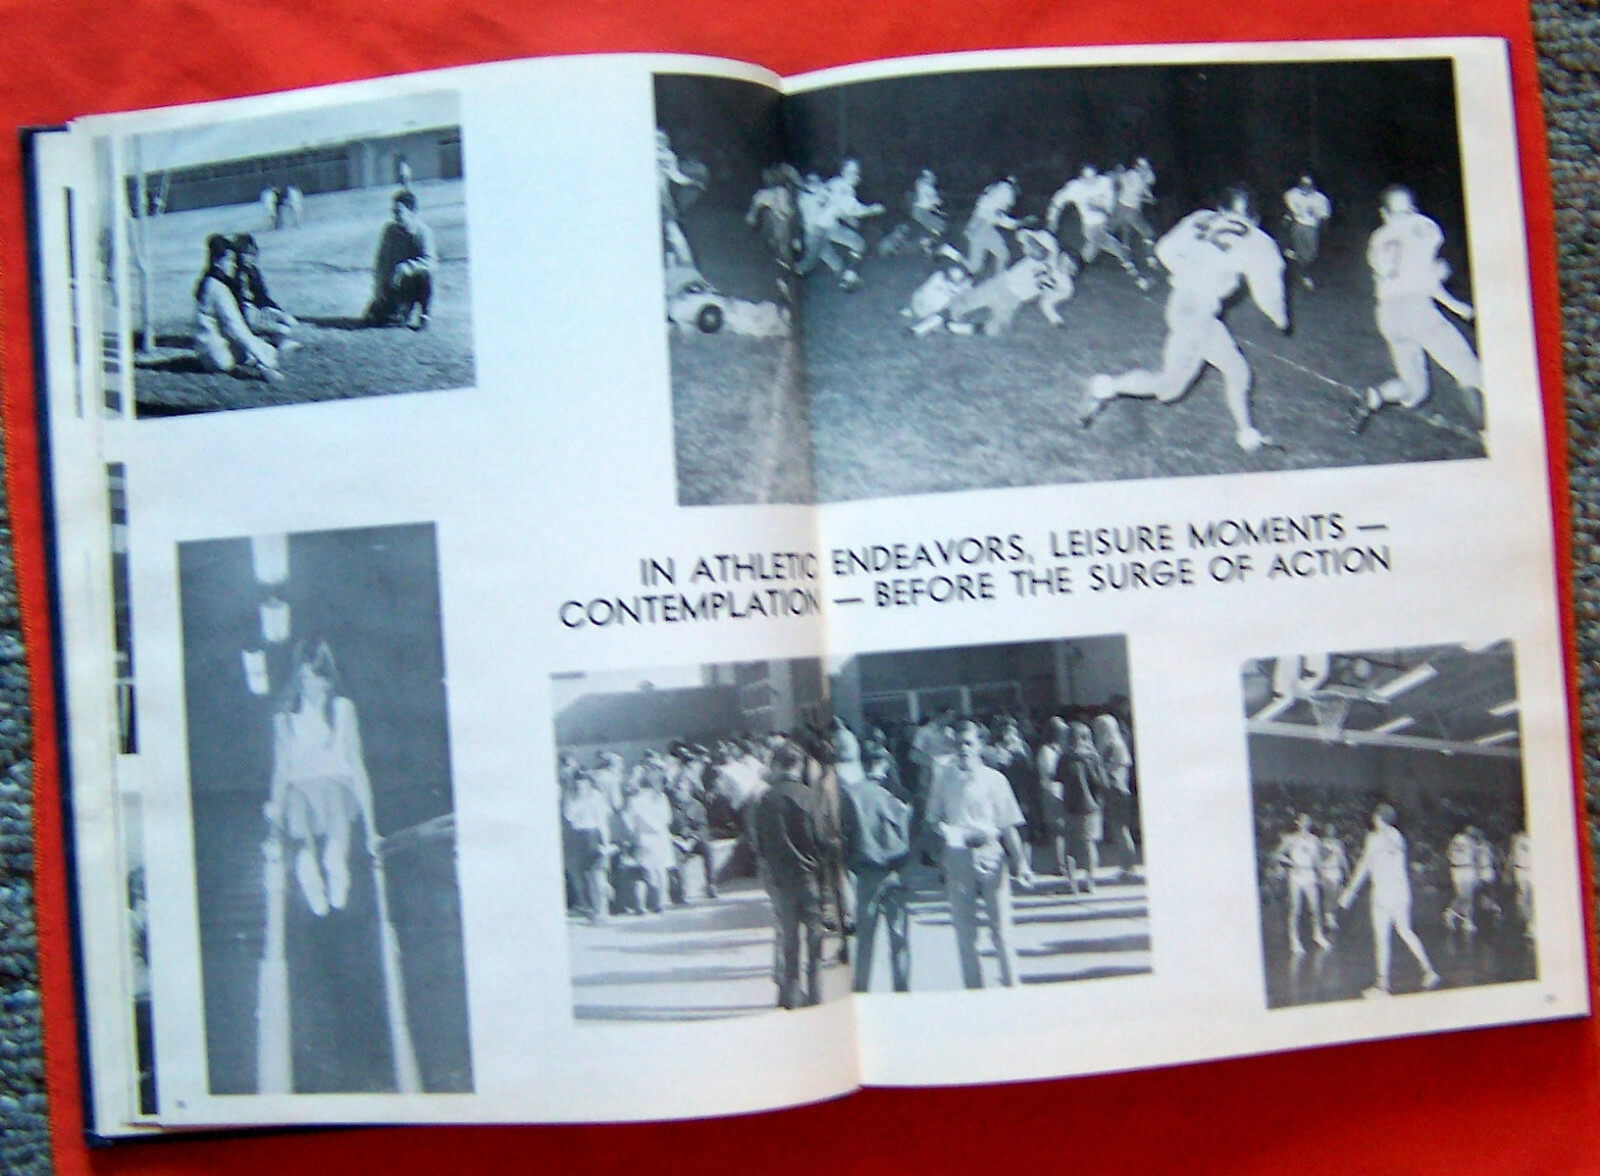 IN ATHLETIC ENDEAVORS, LEISURE MOMENTS —
CONTEMPLATION — BEFORE THE SURGE OF ACTION